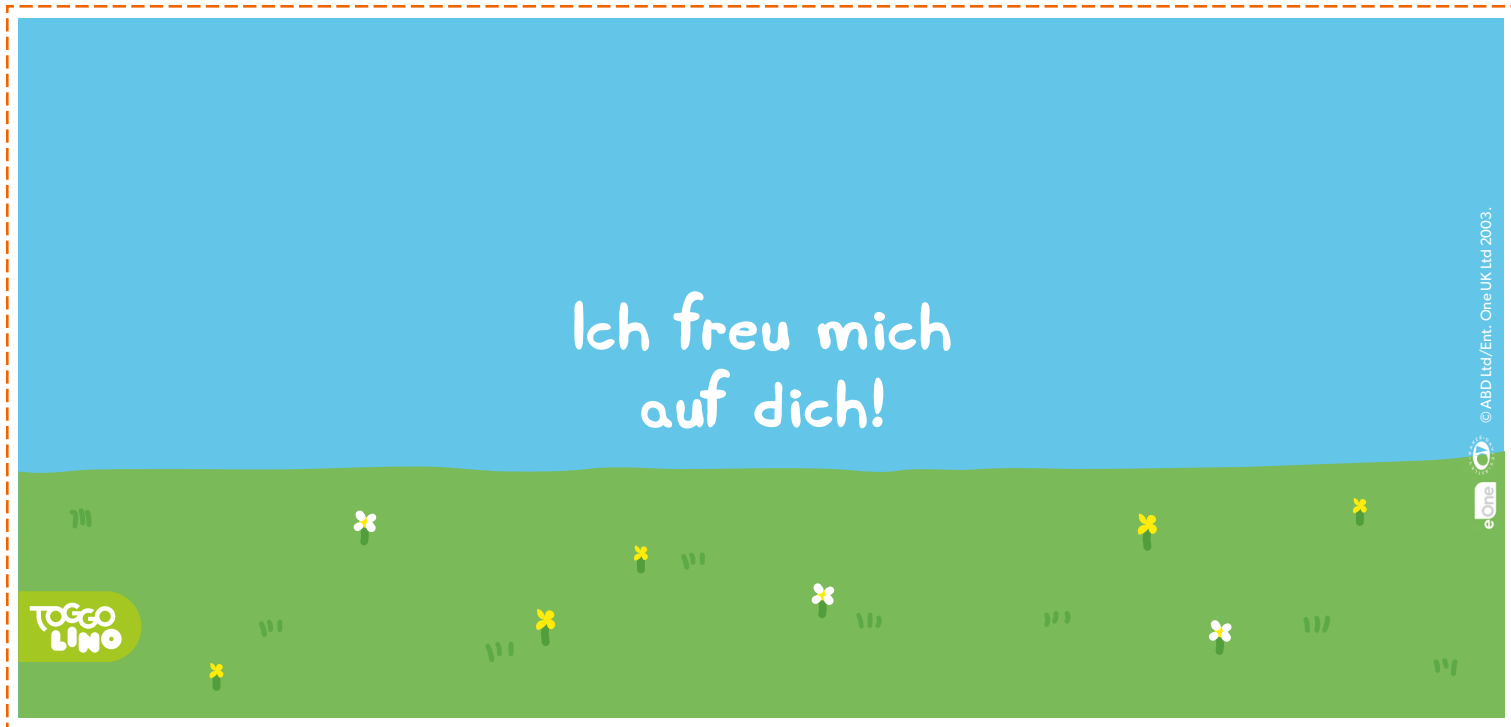 Ich freu mich
auf dich!
TOGGO
LINO
© ABD Ltd/Ent. One UK Ltd 2003.
eOne